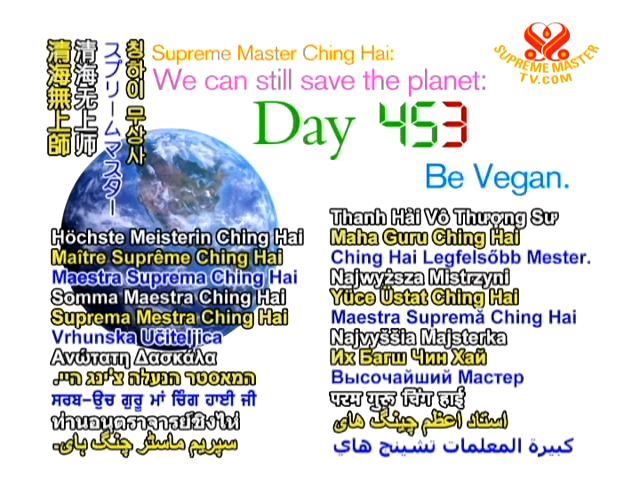 清海無上師
清海无上师
スプリームマスター
칭하이 무상사
Supreme Master Ching Hai:
We can still save the planet:
Day 453
Be Vegan.
SUPREME MASTER
TV.COM
Höchste Meisterin Ching Hai
Maître Suprême Ching Hai
Maestra Suprema Ching Hai
Somma Maestra Ching Hai
Suprema Mestra Ching Hai
Vrhunska Učiteljica
Ανώτατη Δασκάλα
המאסטר הנעלה צ'ינג היי.
ਸਰਬ-ਉਚ ਗੁਰੂ ਮਾਂ ਚਿੰਗ ਹਾਈ ਜੀ
ท่านอนุตราจารย์ชิงไห่
سپریم ماسٹر چنگ ہای.
Thanh Hải Vô Thượng Sư
Maha Guru Ching Hai
Ching Hai Legfelsőbb Mester.
Najwyższa Mistrzyni
Yüce Üstat Ching Hai
Maestra Supremă Ching Hai
Najvyššia Majsterka
Их Багш Чин Хай
Высочайший Мастер
परम गुरू चिंग हाई
استاد اعظم چینگ های
كبيرة المعلمات تشينج هاي